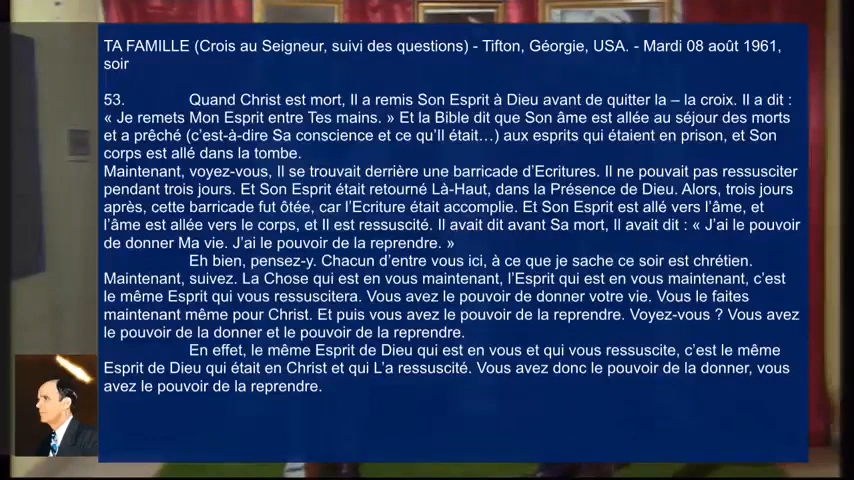 TA FAMILLE (Crois au Seigneur, suivi des questions) - Tifton, Géorgie, USA. - Mardi 08 août 1961,
soir
53. Quand Christ est mort, Il a remis Son Esprit à Dieu avant de quitter la – la croix. Il a dit :
« Je remets Mon Esprit entre Tes mains. » Et la Bible dit que Son âme est allée au séjour des morts
et a prêché (c'est-à-dire Sa conscience et ce qu'Il était…) aux esprits qui étaient en prison, et Son
corps est allé dans la tombe.
Maintenant, voyez-vous, Il se trouvait derrière une barricade d'Ecritures. Il ne pouvait pas ressusciter
pendant trois jours. Et Son Esprit était retourné Là-Haut, dans la Présence de Dieu. Alors, trois jours
après, cette barricade fut ôtée, car l'Ecriture était accomplie. Et Son Esprit est allé vers l'âme, et
l'âme est allée vers le corps, et Il est ressuscité. Il avait dit avant Sa mort, Il avait dit : « J'ai le pouvoir
de donner Ma vie. J'ai le pouvoir de la reprendre. »
Eh bien, pensez-y. Chacun d'entre vous ici, à ce que je sache ce soir est chrétien.
Maintenant, suivez. La Chose qui est en vous maintenant, l'Esprit qui est en vous maintenant, c'est
le même Esprit qui vous ressuscitera. Vous avez le pouvoir de donner votre vie. Vous le faites
maintenant même pour Christ. Et puis vous avez le pouvoir de la reprendre. Voyez-vous ? Vous avez
le pouvoir de la donner et le pouvoir de la reprendre.
En effet, le même Esprit de Dieu qui est en vous et qui vous ressuscite, c'est le même
Esprit de Dieu qui était en Christ et qui L'a ressuscité. Vous avez donc le pouvoir de la donner, vous
avez le pouvoir de la reprendre.